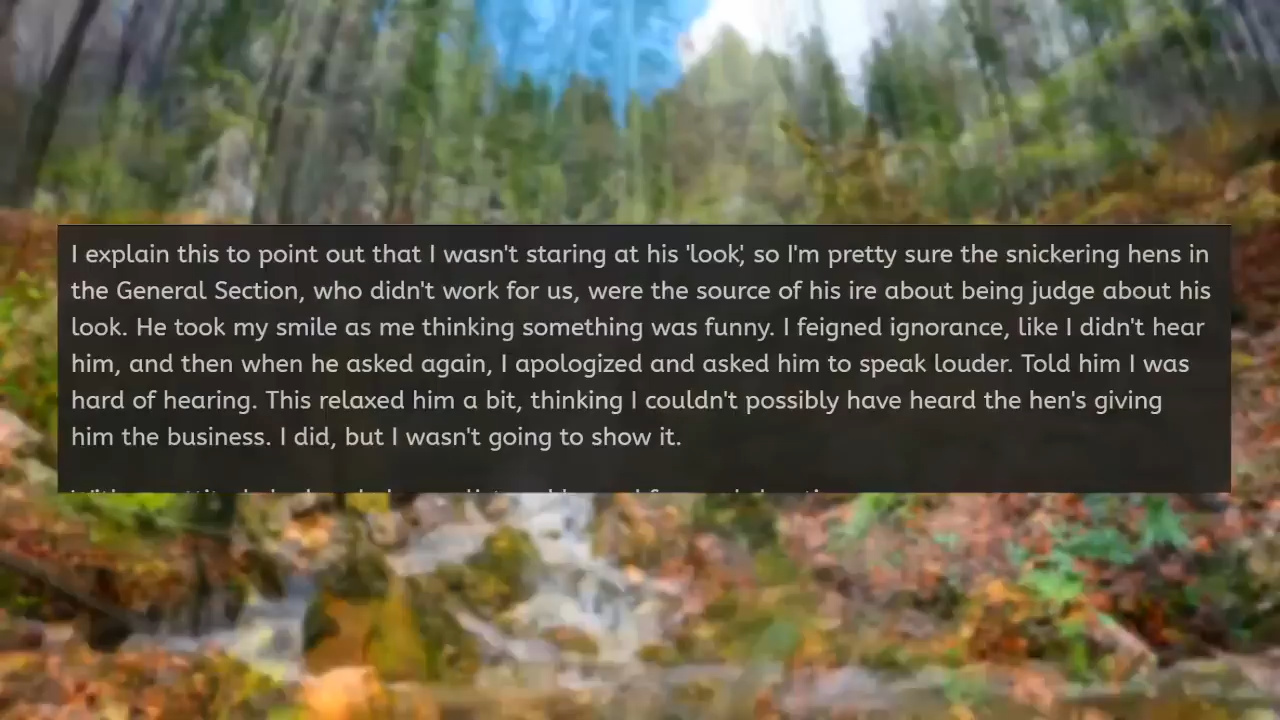 I explain this to point out that I wasn't staring at his 'look', so I'm pretty sure the snickering hens in
the General Section, who didn't work for us, were the source of his ire about being judge about his
look. He took my smile as me thinking something was funny. I feigned ignorance, like I didn't hear
him, and then when he asked again, I apologized and asked him to speak louder. Told him I was
hard of hearing. This relaxed him a bit, thinking I couldn't possibly have heard the hen's giving
him the business. I did, but I wasn't going to show it.